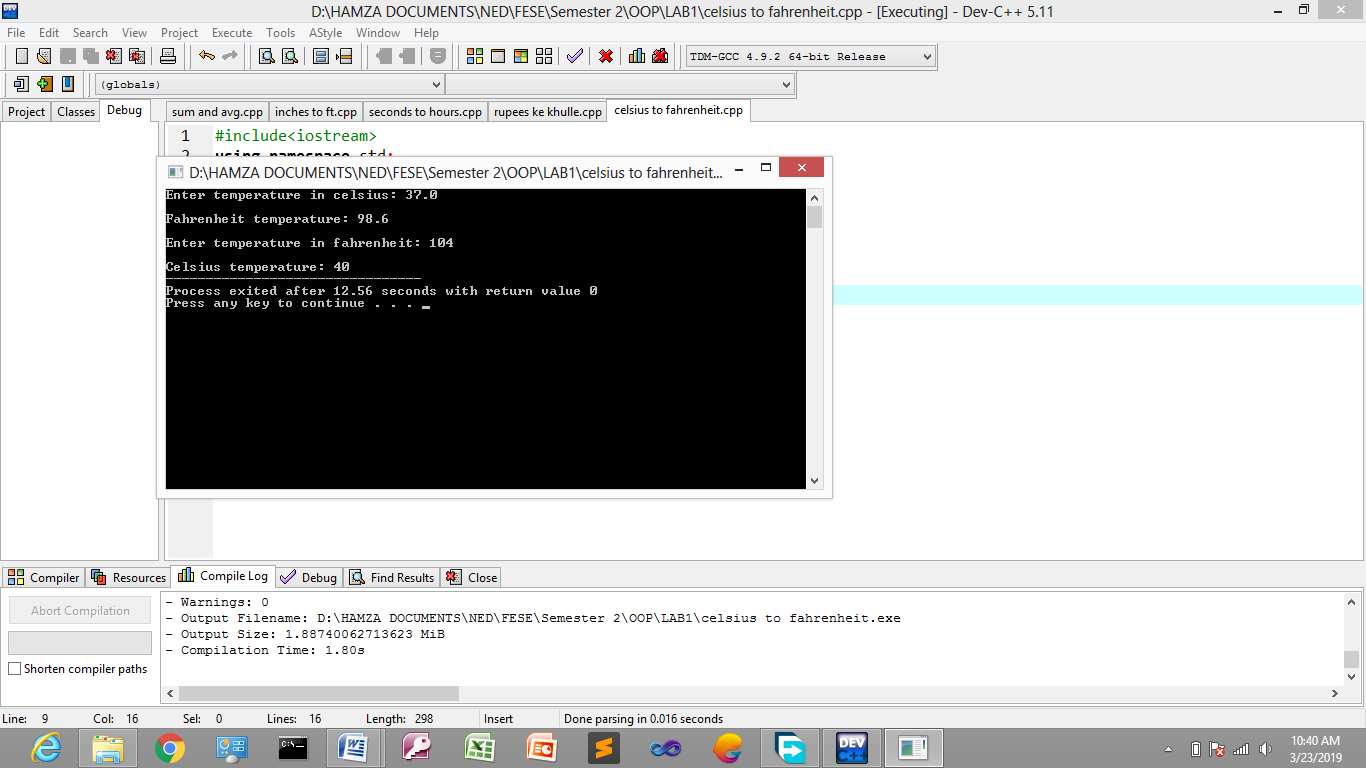 D:\HAMZA DOCUMENTS\NED\FESE\Semester 2\OOP\LAB1\celsius to fahrenheit.cpp - [Executing] - Dev-C++ 5.11
File Edit Search View Project Execute Tools AStyle Window Help
TDM-GCC 4.9.2 64-bit Release
(globals)
Project Classes Debug sum and avg.cpp inches to ft.cpp seconds to hours.cpp rupees ke khulle.cpp celsius to fahrenheit.cpp
1 #include<iostream>
2 using namespace std;
D:\HAMZA DOCUMENTS\NED\FESE\Semester 2\OOP\LAB1\celsius to fahrenheit...
Enter temperature in celsius: 37.0
Fahrenheit temperature: 98.6
Enter temperature in fahrenheit: 104
Celsius temperature: 40
--------------------------------
Process exited after 12.56 seconds with return value 0
Press any key to continue . . . _
Compiler Resources Compile Log Debug Find Results Close
Abort Compilation
Shorten compiler paths
- Warnings: 0
- Output Filename: D:\HAMZA DOCUMENTS\NED\FESE\Semester 2\OOP\LAB1\celsius to fahrenheit.exe
- Output Size: 1.88740062713623 MiB
- Compilation Time: 1.80s
Line: 9 Col: 16 Sel: 0 Lines: 16 Length: 298 Insert Done parsing in 0.016 seconds
DEV C++
10:40 AM
3/23/2019